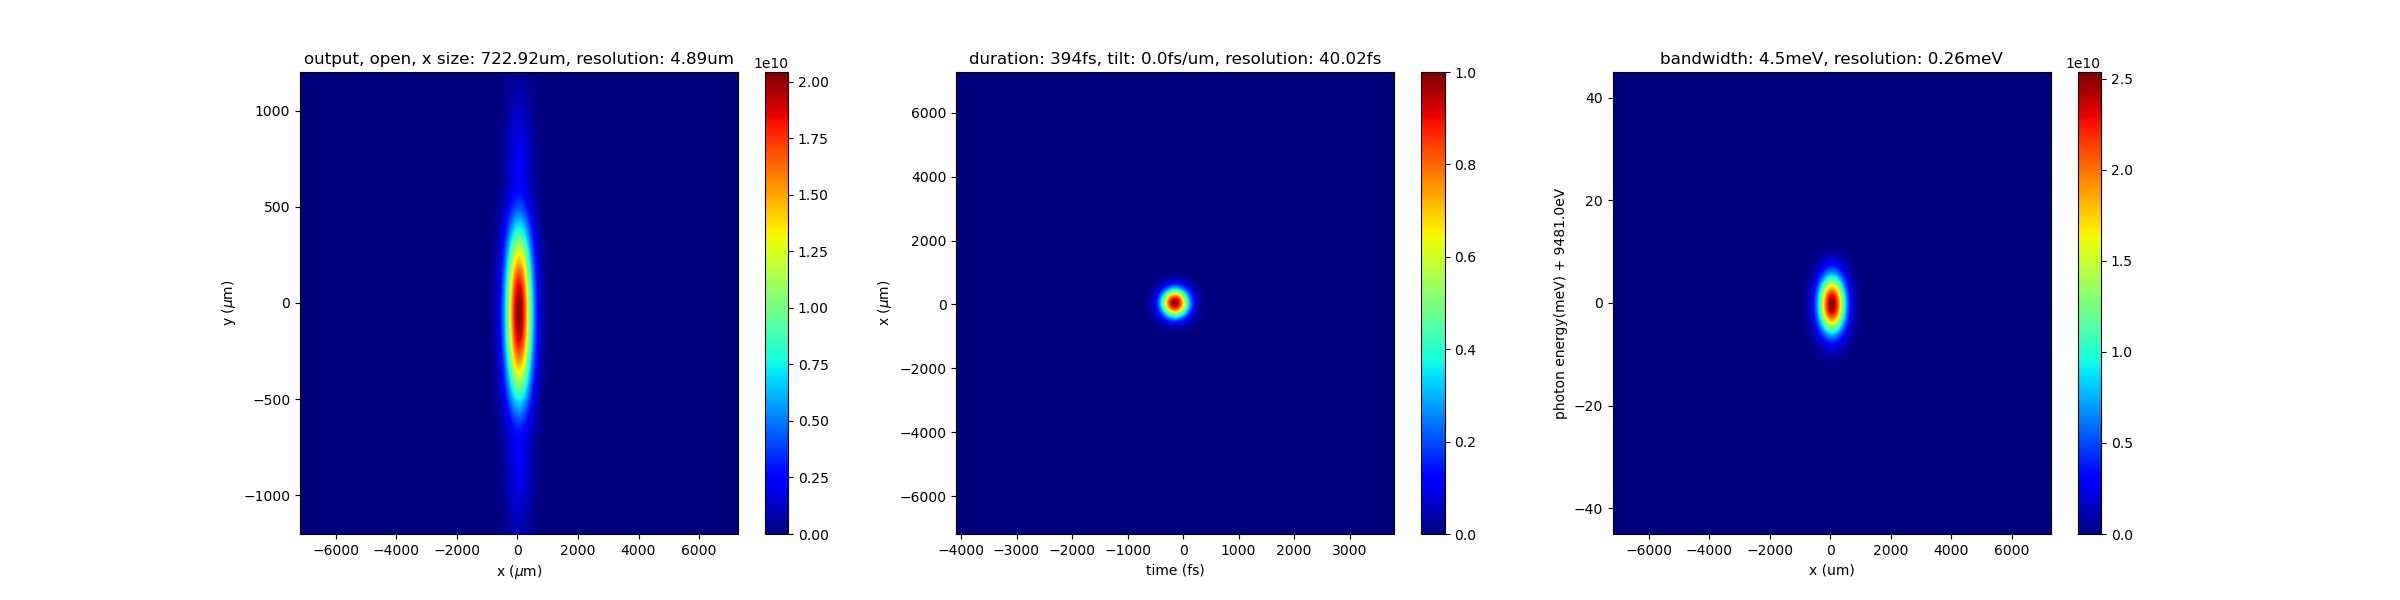 output, open, x size: 722.92um, resolution: 4.89um
1e10
1000
500
0
−500
−1000
y (μm)
−6000 −4000 −2000 0 2000 4000 6000
x (μm)
2.00
1.75
1.50
1.25
1.00
0.75
0.50
0.25
0.00
duration: 394fs, tilt: 0.0fs/um, resolution: 40.02fs
6000
4000
2000
0
−2000
−4000
−6000
x (μm)
−4000 −3000 −2000 −1000 0 1000 2000 3000
time (fs)
1.0
0.8
0.6
0.4
0.2
0.0
bandwidth: 4.5meV, resolution: 0.26meV
1e10
40
20
0
−20
−40
photon energy(meV) + 9481.0eV
−6000 −4000 −2000 0 2000 4000 6000
x (um)
2.5
2.0
1.5
1.0
0.5
0.0